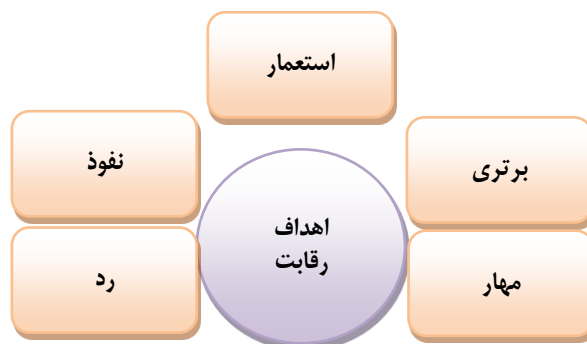 استعمار
برتری
نفوذ
اهداف
رقابت
مهار
رد